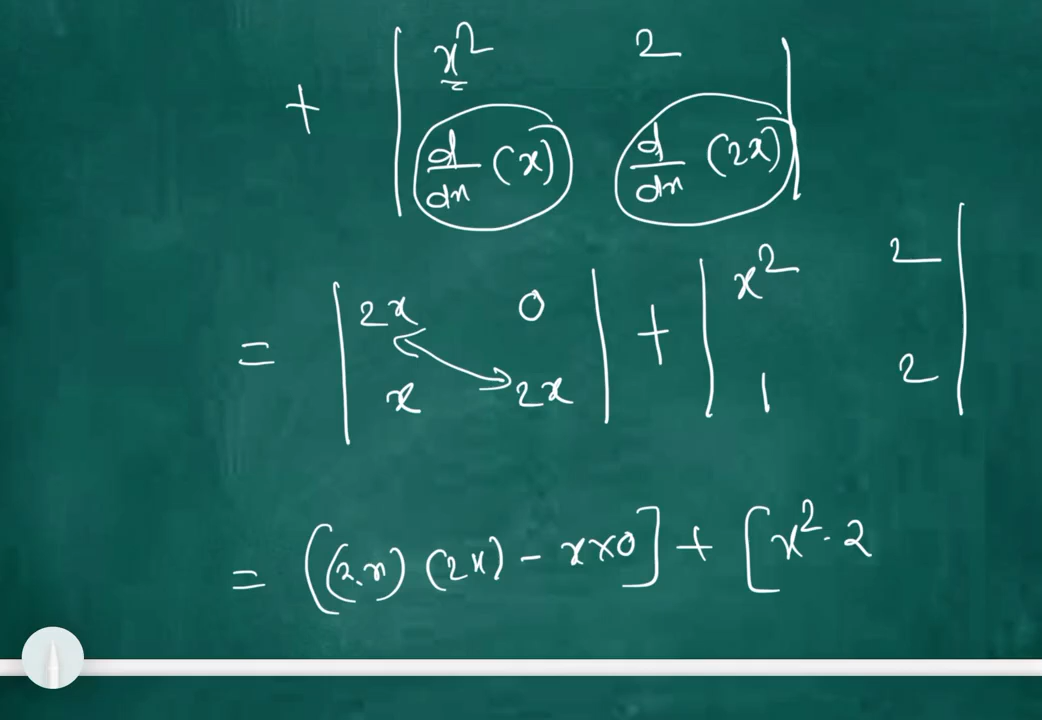 + | x² 2 |
| d/dx (x) d/dx (2x) |
= | 2x 0 | + | x² 2 |
| x 2x | | 1 2 |
= ((2x) (2x) - x×0] + [x²·2